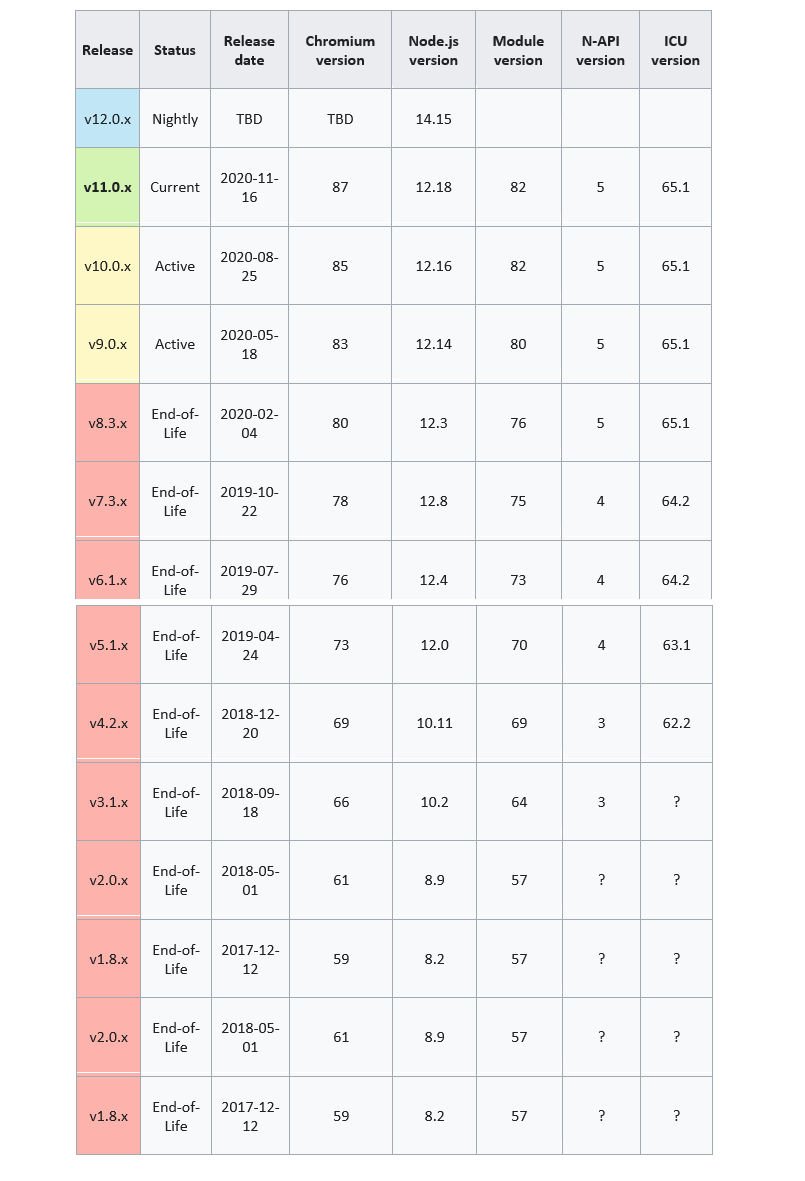 Release Status Release date Chromium version Node.js version Module version N-API version ICU version
v12.0.x Nightly TBD TBD 14.15
v11.0.x Current 2020-11-16 87 12.18 82 5 65.1
v10.0.x Active 2020-08-25 85 12.16 82 5 65.1
v9.0.x Active 2020-05-18 83 12.14 80 5 65.1
v8.3.x End-of-Life 2020-02-04 80 12.3 76 5 65.1
v7.3.x End-of-Life 2019-10-22 78 12.8 75 4 64.2
v6.1.x End-of-Life 2019-07-29 76 12.4 73 4 64.2
v5.1.x End-of-Life 2019-04-24 73 12.0 70 4 63.1
v4.2.x End-of-Life 2018-12-20 69 10.11 69 3 62.2
v3.1.x End-of-Life 2018-09-18 66 10.2 64 3 ?
v2.0.x End-of-Life 2018-05-01 61 8.9 57 ? ?
v1.8.x End-of-Life 2017-12-12 59 8.2 57 ? ?
v2.0.x End-of-Life 2018-05-01 61 8.9 57 ? ?
v1.8.x End-of-Life 2017-12-12 59 8.2 57 ? ?